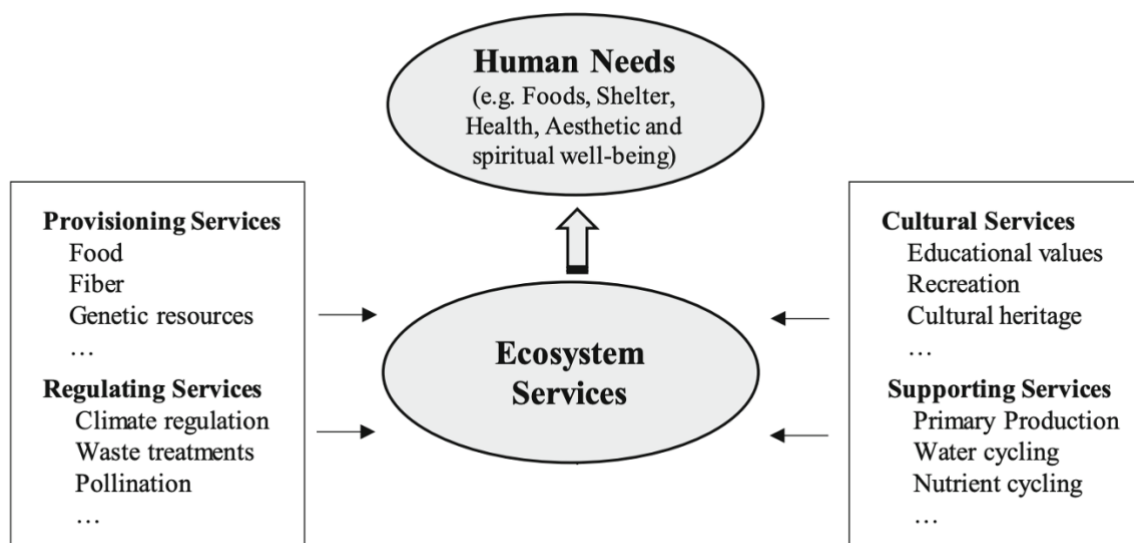 Human Needs
(e.g. Foods, Shelter,
Health, Aesthetic and
spiritual well-being)
Provisioning Services
Food
Fiber
Genetic resources
…
Regulating Services
Climate regulation
Waste treatments
Pollination
…
Ecosystem
Services
Cultural Services
Educational values
Recreation
Cultural heritage
…
Supporting Services
Primary Production
Water cycling
Nutrient cycling
…